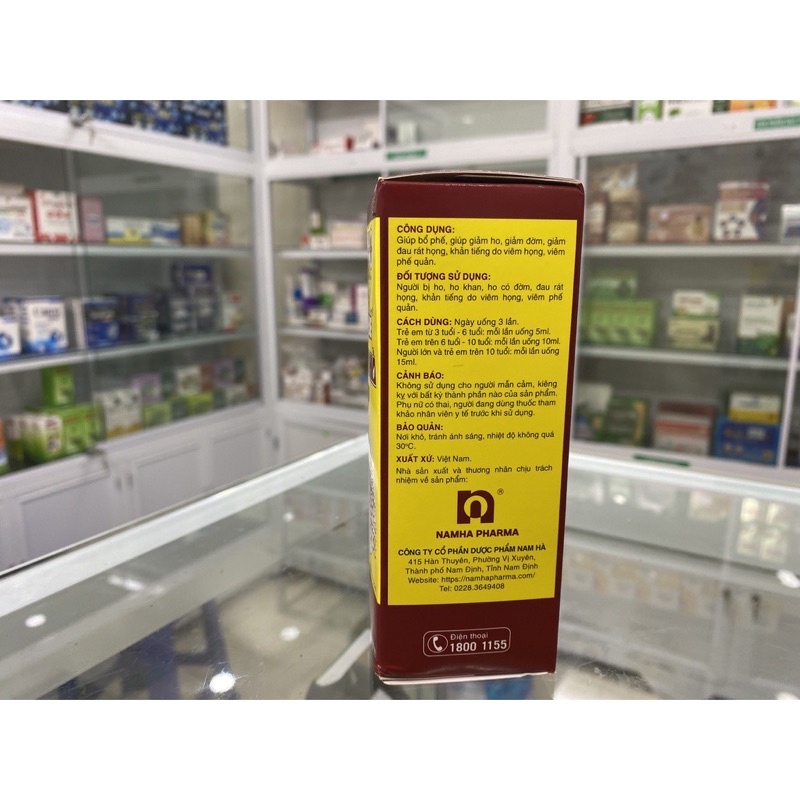 CÔNG DỤNG:
Giúp bổ phế, giúp giảm ho, giảm đờm, giảm
đau rát họng, khản tiếng do viêm họng, viêm
phế quản.
ĐỐI TƯỢNG SỬ DỤNG:
Người bị ho, ho khan, ho có đờm, đau rát
họng, khản tiếng do viêm họng, viêm phế
quản.
CÁCH DÙNG: Ngày uống 3 lần.
Trẻ em từ 3 tuổi - 6 tuổi: mỗi lần uống 5ml.
Trẻ em trên 6 tuổi - 10 tuổi: mỗi lần uống 10ml.
Người lớn và trẻ em trên 10 tuổi: mỗi lần uống
15ml.
CẢNH BÁO:
Không sử dụng cho người mẫn cảm, kiêng
kỵ với bất kỳ thành phần nào của sản phẩm.
Phụ nữ có thai, người đang dùng thuốc tham
khảo nhân viên y tế trước khi sử dụng.
BẢO QUẢN:
Nơi khô, tránh ánh sáng, nhiệt độ không quá
30°C.
XUẤT XỨ: Việt Nam.
Nhà sản xuất và thương nhân chịu trách
nhiệm về sản phẩm:
®
NAMHA PHARMA
CÔNG TY CỔ PHẦN DƯỢC PHẨM NAM HÀ
415 Hàn Thuyên, Phường Vị Xuyên,
Thành phố Nam Định, Tỉnh Nam Định
Website: https://namhapharma.com/
Tel: 0228.3649408
Điện thoại
1800 1155